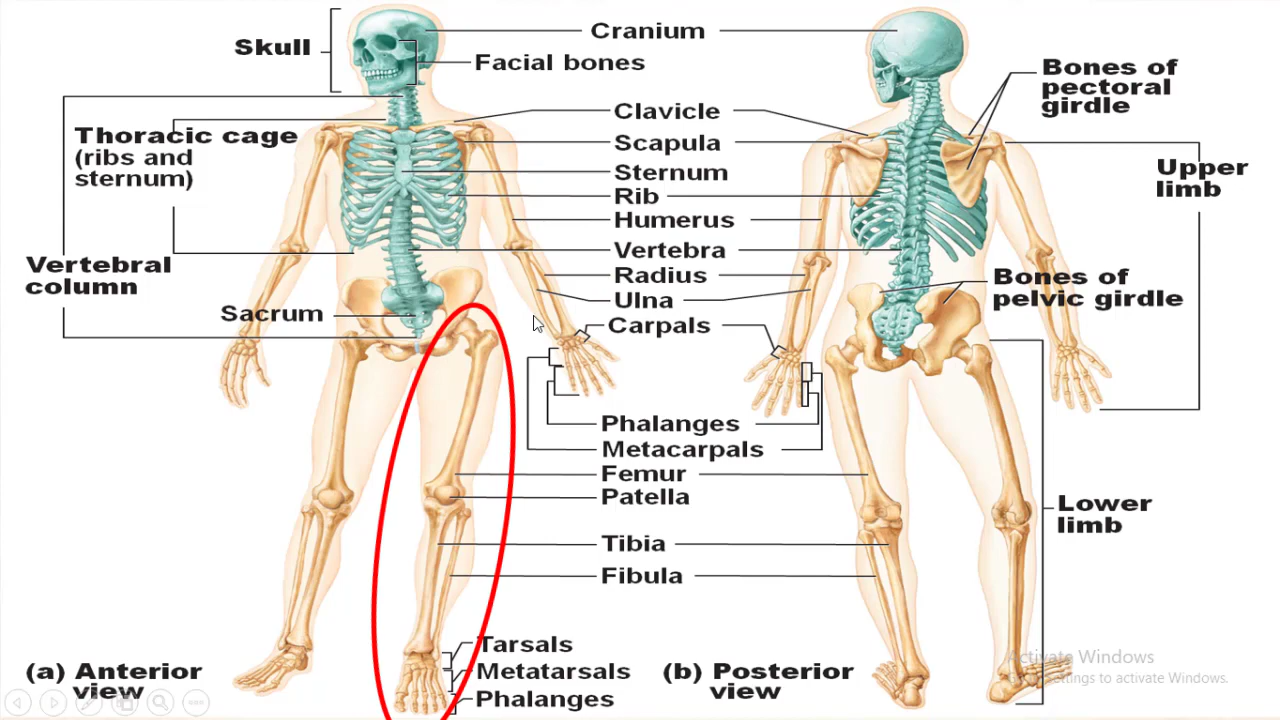 Cranium
Skull
Facial bones
Bones of
pectoral
girdle
Clavicle
Thoracic cage
(ribs and
sternum)
Scapula
Sternum
Upper
limb
Rib
Humerus
Vertebra
Vertebral
column
Radius
Bones of
pelvic girdle
Ulna
Sacrum
Carpals
Phalanges
Metacarpals
Femur
Patella
Lower
limb
Tibia
Fibula
Tarsals
Metatarsals
Phalanges
(a) Anterior
view
(b) Posterior
view
Activate Windows
Go to Settings to activate Windows.